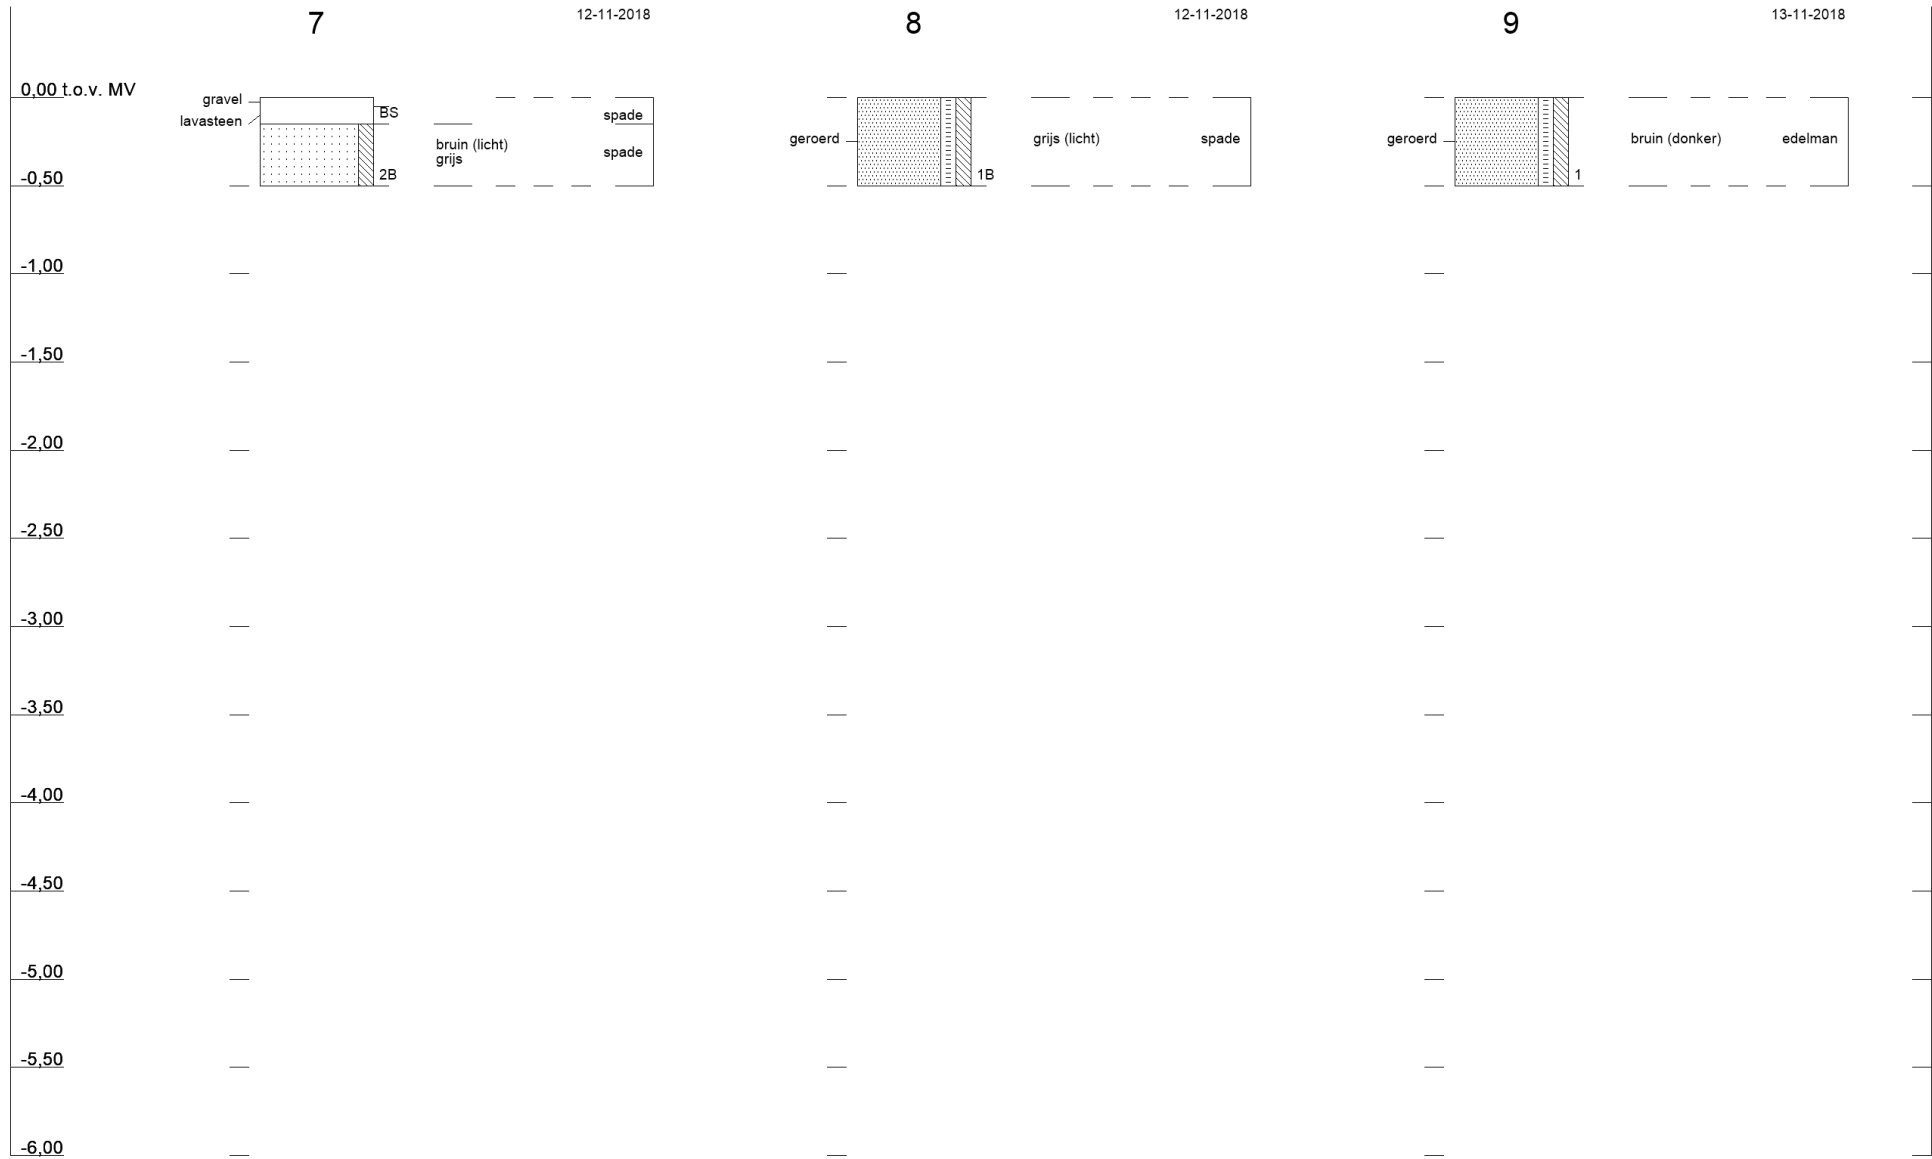 7
12-11-2018
8
12-11-2018
9
13-11-2018
0,00 t.o.v. MV
gravel
lavasteen
BS
spade
bruin (licht)
grijs
spade
2B
geroerd
grijs (licht)
spade
1B
geroerd
bruin (donker)
edelman
1
-0,50
-1,00
-1,50
-2,00
-2,50
-3,00
-3,50
-4,00
-4,50
-5,00
-5,50
-6,00